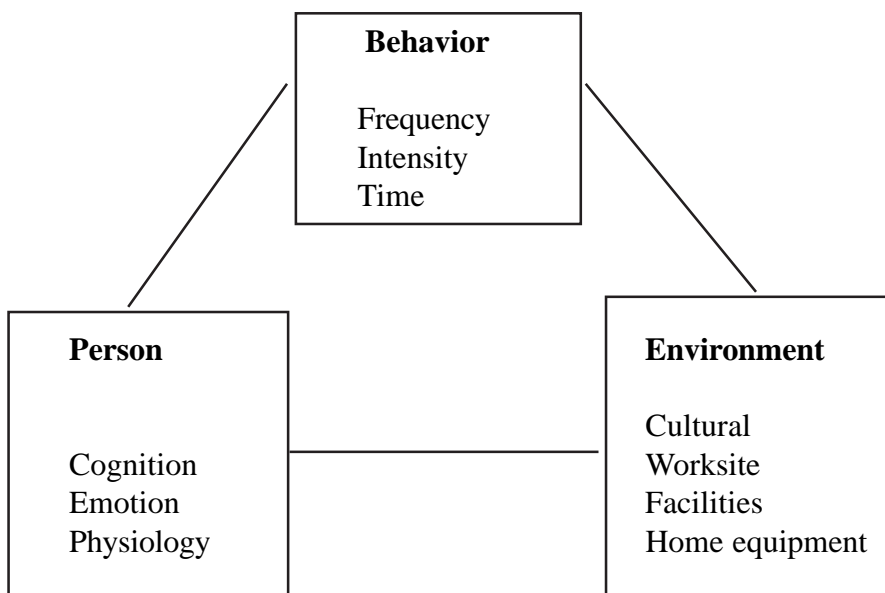 Behavior
Frequency
Intensity
Time
Person
Cognition
Emotion
Physiology
Environment
Cultural
Worksite
Facilities
Home equipment